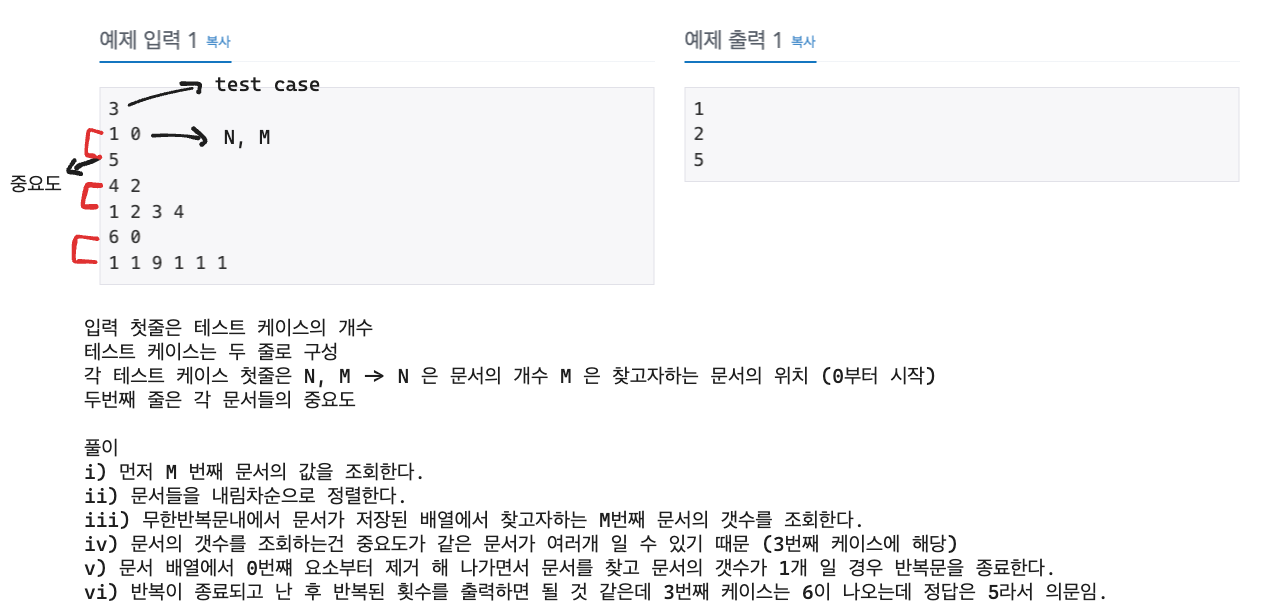 예제 입력 1 복사
예제 출력 1 복사
test case
3
1 0
N, M
5
중요도
4 2
1 2 3 4
6 0
1 1 9 1 1 1
1
2
5
입력 첫줄은 테스트 케이스의 개수
테스트 케이스는 두 줄로 구성
각 테스트 케이스 첫줄은 N, M -> N 은 문서의 개수 M 은 찾고자하는 문서의 위치 (0부터 시작)
두번째 줄은 각 문서들의 중요도
풀이
i) 먼저 M 번째 문서의 값을 조회한다.
ii) 문서들을 내림차순으로 정렬한다.
iii) 무한반복문내에서 문서가 저장된 배열에서 찾고자하는 M번째 문서의 갯수를 조회한다.
iv) 문서의 갯수를 조회하는건 중요도가 같은 문서가 여러개 일 수 있기 때문 (3번째 케이스에 해당)
v) 문서 배열에서 0번쨰 요소부터 제거 해 나가면서 문서를 찾고 문서의 갯수가 1개 일 경우 반복문을 종료한다.
vi) 반복이 종료되고 난 후 반복된 횟수를 출력하면 될 것 같은데 3번째 케이스는 6이 나오는데 정답은 5라서 의문임.